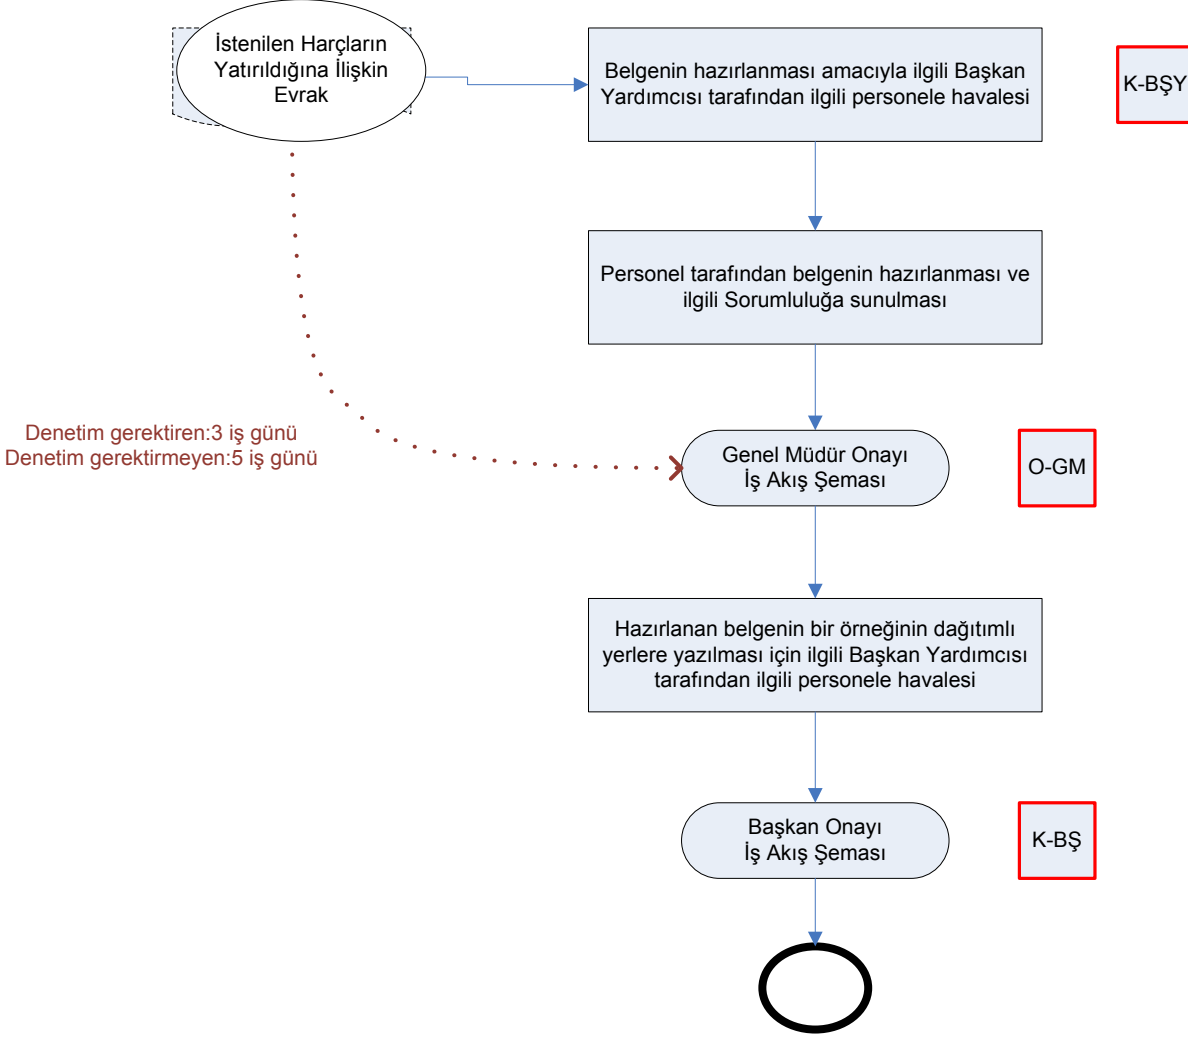 İstenilen Harçların
Yatırıldığına İlişkin
Evrak
Belgenin hazırlanması amacıyla ilgili Başkan
Yardımcısı tarafından ilgili personele havalesi
K-BŞY
Personel tarafından belgenin hazırlanması ve
ilgili Sorumluluğa sunulması
Denetim gerektiren:3 iş günü
Denetim gerektirmeyen:5 iş günü
Genel Müdür Onayı
İş Akış Şeması
O-GM
Hazırlanan belgenin bir örneğinin dağıtımlı
yerlere yazılması için ilgili Başkan Yardımcısı
tarafından ilgili personele havalesi
Başkan Onayı
İş Akış Şeması
K-BŞ